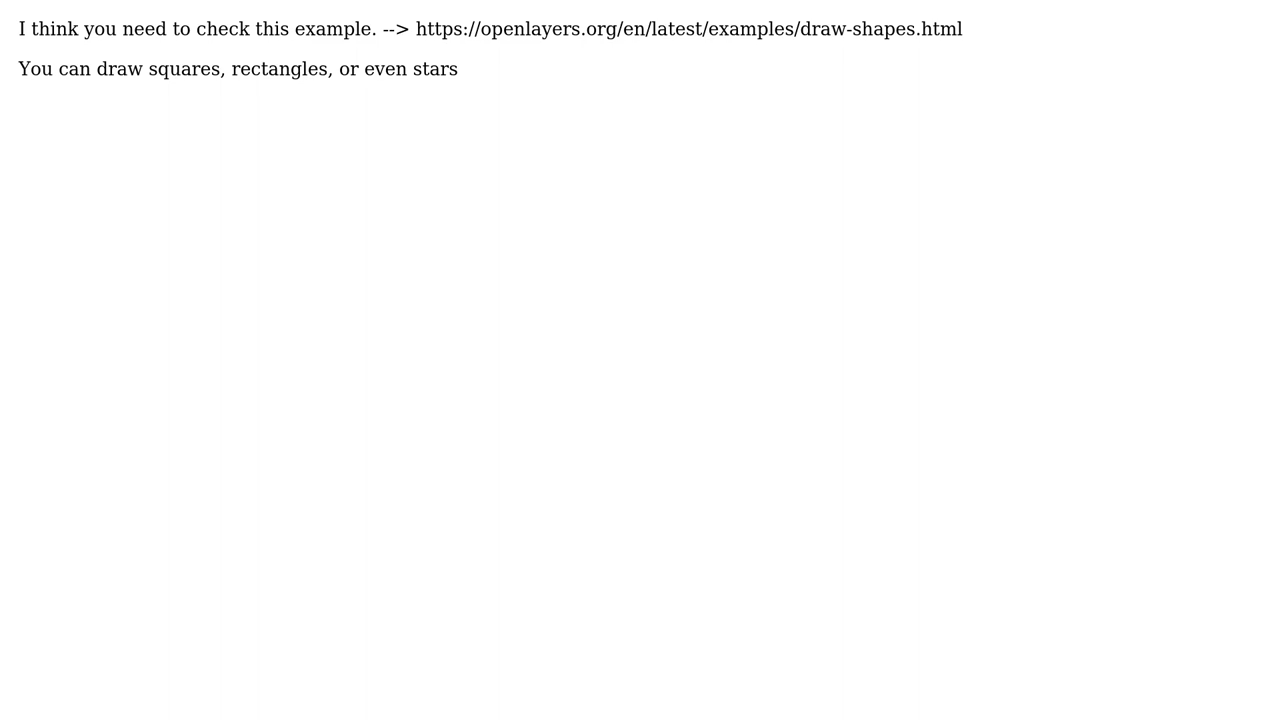 I think you need to check this example. --> https://openlayers.org/en/latest/examples/draw-shapes.html
You can draw squares, rectangles, or even stars